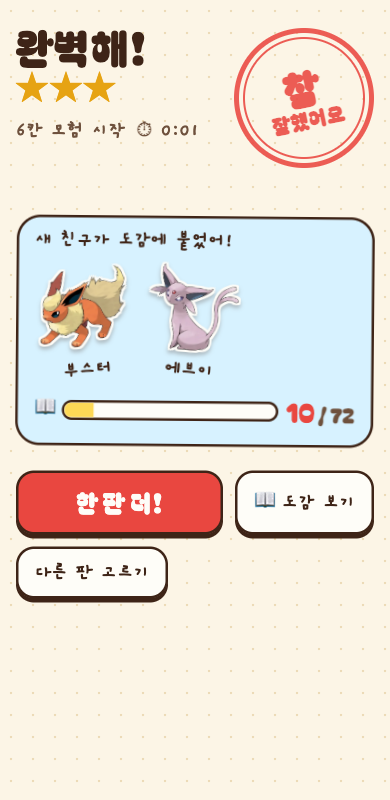 완벽해!
6칸 모험 시작 ⏱ 0:01
참
잘했어요
새 친구가 도감에 붙었어!
부스터
에브이
10/72
한 판 더!
도감 보기
다른 판 고르기